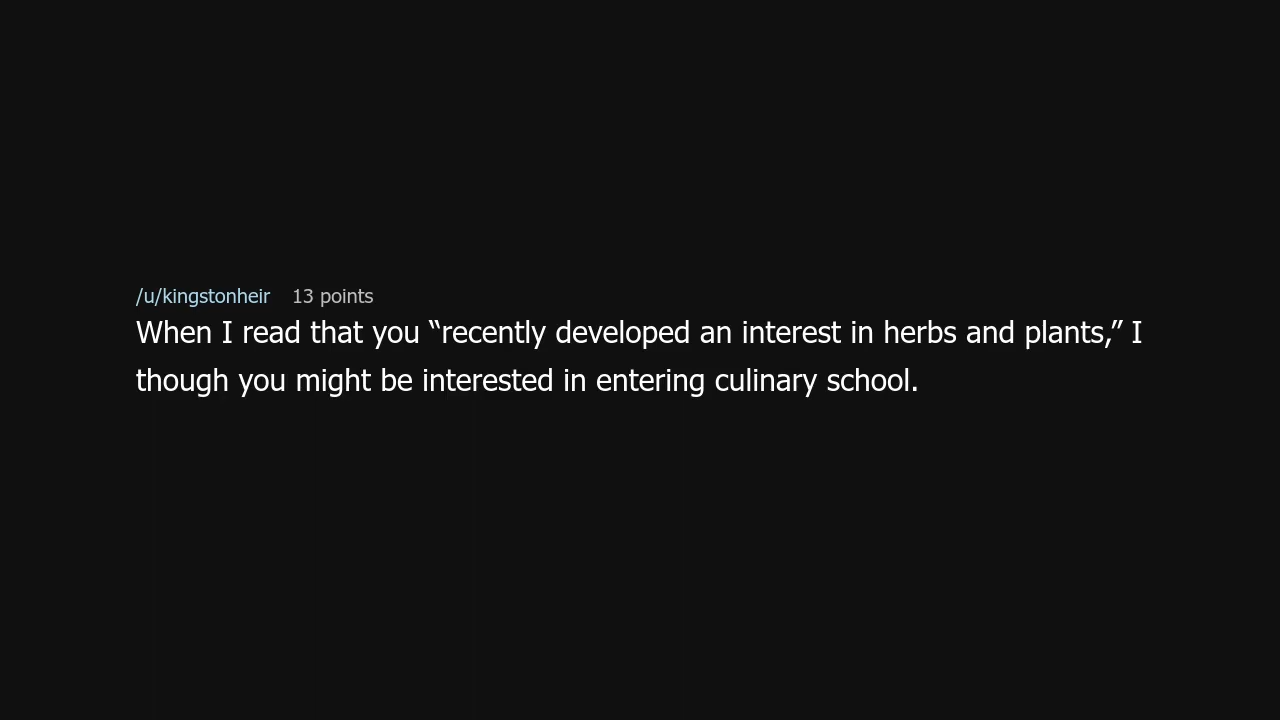 /u/kingstonheir 13 points
When I read that you “recently developed an interest in herbs and plants,” I
though you might be interested in entering culinary school.